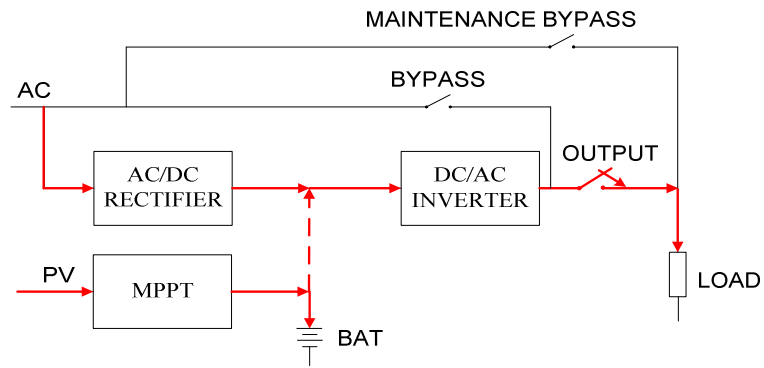 MAINTENANCE BYPASS
AC
BYPASS
OUTPUT
AC/DC
RECTIFIER
DC/AC
INVERTER
PV
MPPT
LOAD
BAT